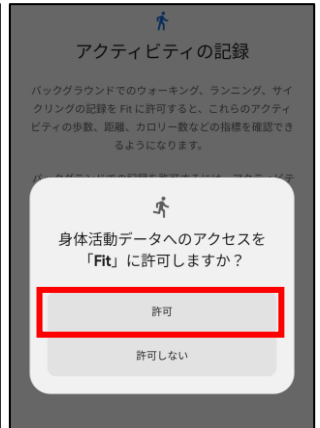 アクティビティの記録
バックグラウンドでのウォーキング、ランニング、サイ
クリングの記録を Fit に許可すると、これらのアクティ
ビティの歩数、距離、カロリー数などの指標を確認でき
るようになります。
身体活動データへのアクセスを
「Fit」に許可しますか？
許可
許可しない